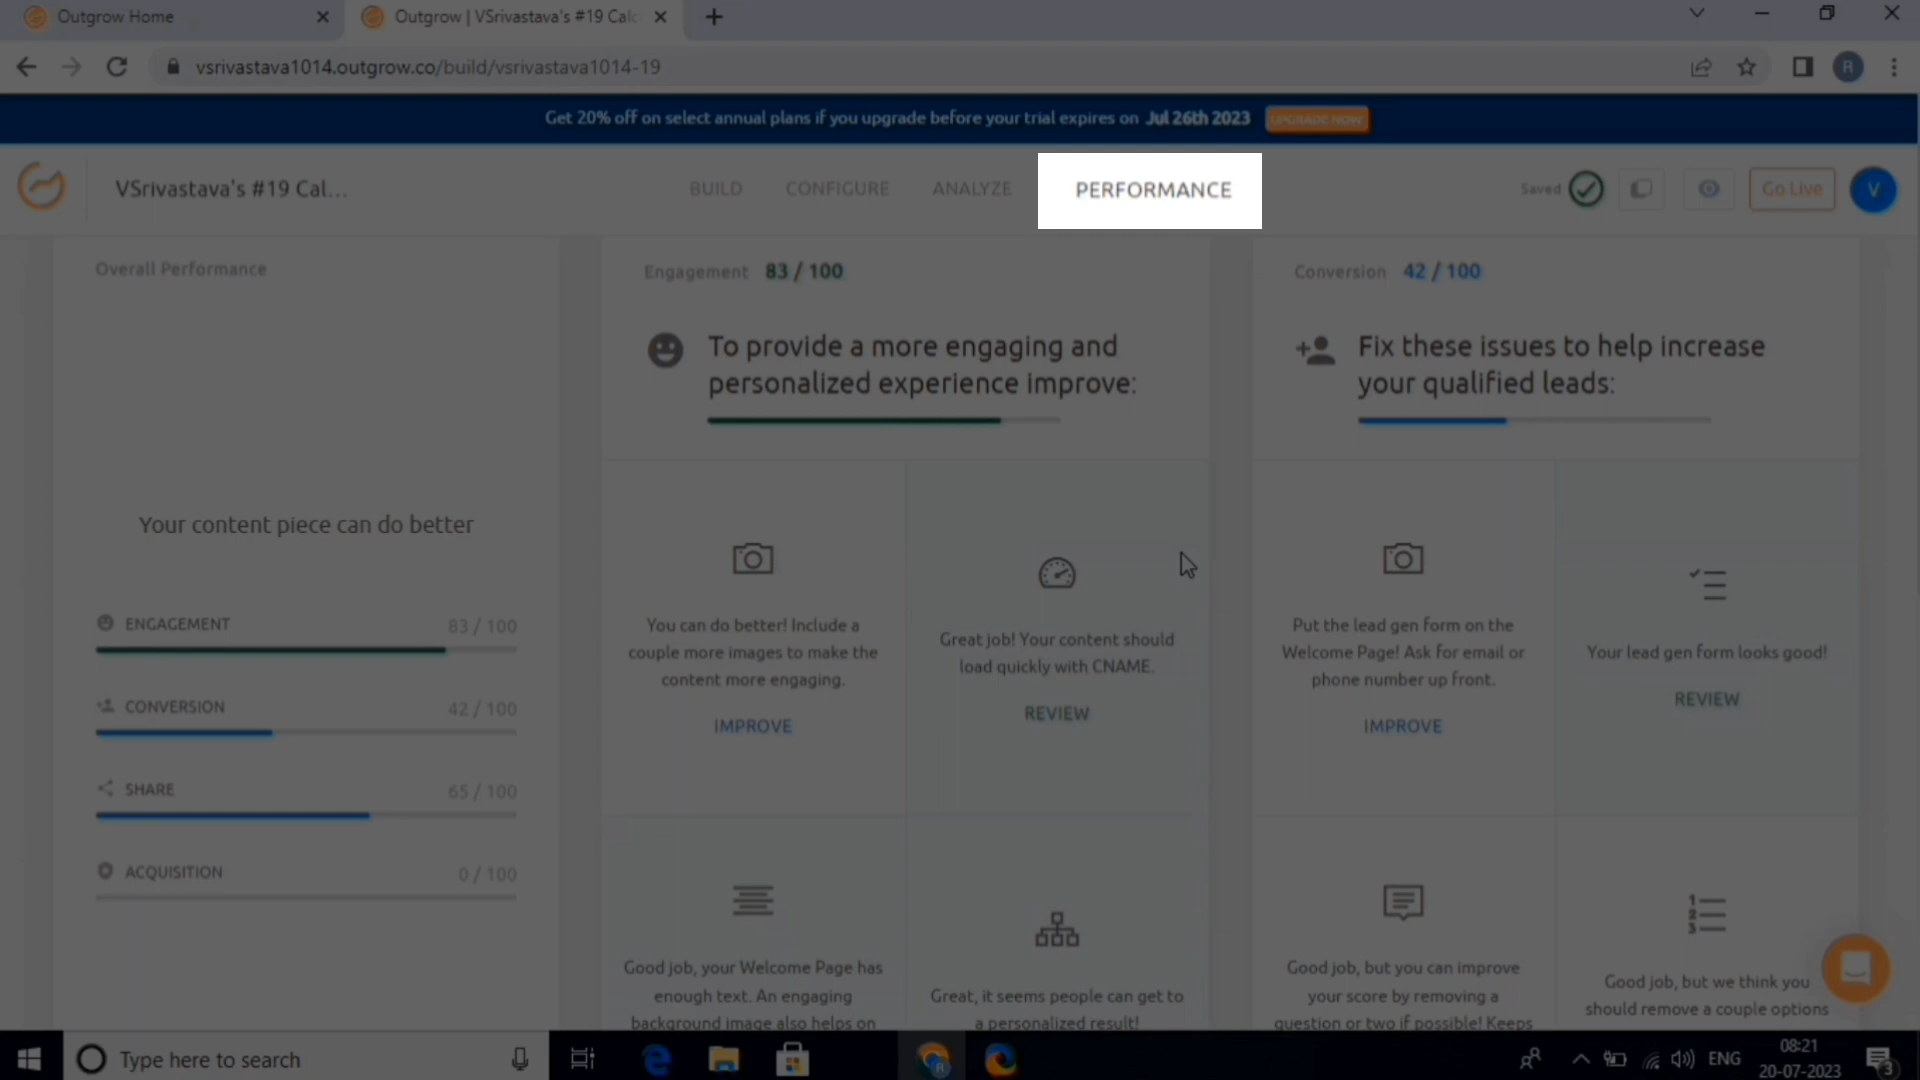 Outgrow Home
Outgrow | VSrivastava's #19 Calc
vsrivastava1014.outgrow.co/build/vsrivastava1014-19
R
Get 20% off on select annual plans if you upgrade before your trial expires on Jul 26th 2023
UPGRADE NOW
VSrivastava's #19 Cal...
BUILD
CONFIGURE
ANALYZE
PERFORMANCE
Saved
Go Live
V
Overall Performance
Your content piece can do better
ENGAGEMENT 83 / 100
CONVERSION 42 / 100
SHARE 65 / 100
ACQUISITION 0 / 100
Engagement 83 / 100
To provide a more engaging and
personalized experience improve:
You can do better! Include a
couple more images to make the
content more engaging.
IMPROVE
Great job! Your content should
load quickly with CNAME.
REVIEW
Good job, your Welcome Page has
enough text. An engaging
background image also helps on
Great, it seems people can get to
a personalized result!
Conversion 42 / 100
Fix these issues to help increase
your qualified leads:
Put the lead gen form on the
Welcome Page! Ask for email or
phone number up front.
IMPROVE
Your lead gen form looks good!
REVIEW
Good job, but you can improve
your score by removing a
question or two if possible! Keeps
Good job, but we think you
should remove a couple options
Type here to search
R
ENG
08:21
20-07-2023
3